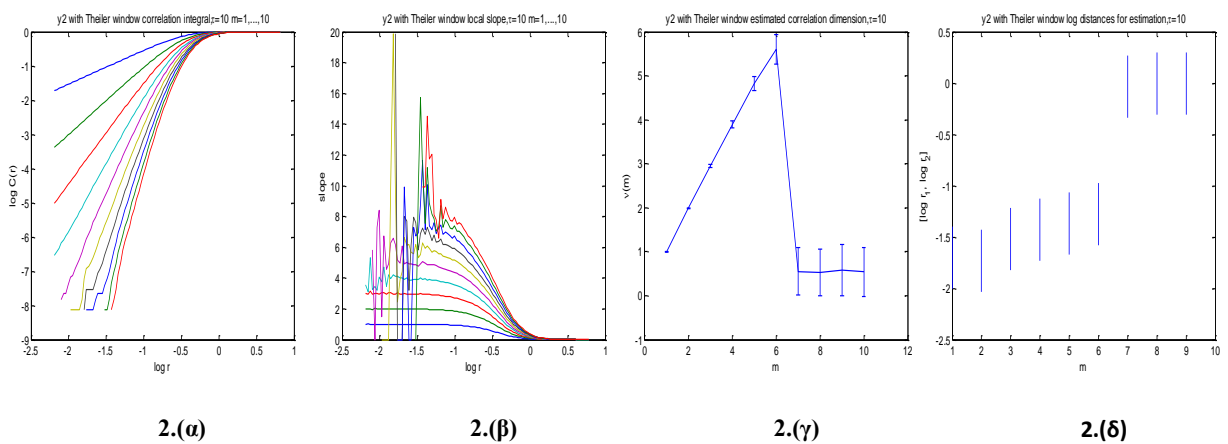 y2 with Theiler window correlation integral,τ=10 m=1,...,10
0
-1
-2
-3
-4
-5
-6
-7
-8
-9
log C(r)
-2.5 -2 -1.5 -1 -0.5 0 0.5 1
log r
2.(α)
y2 with Theiler window local slope,τ=10 m=1,...,10
20
18
16
14
12
10
8
6
4
2
0
slope
-2.5 -2 -1.5 -1 -0.5 0 0.5 1
log r
2.(β)
y2 with Theiler window estimated correlation dimension,τ=10
6
5
4
3
2
1
0
-1
ν(m)
0 2 4 6 8 10 12
m
2.(γ)
y2 with Theiler window log distances for estimation,τ=10
0.5
0
-0.5
-1
-1.5
-2
-2.5
[log r1, log r2]
1 2 3 4 5 6 7 8 9 10
m
2.(δ)